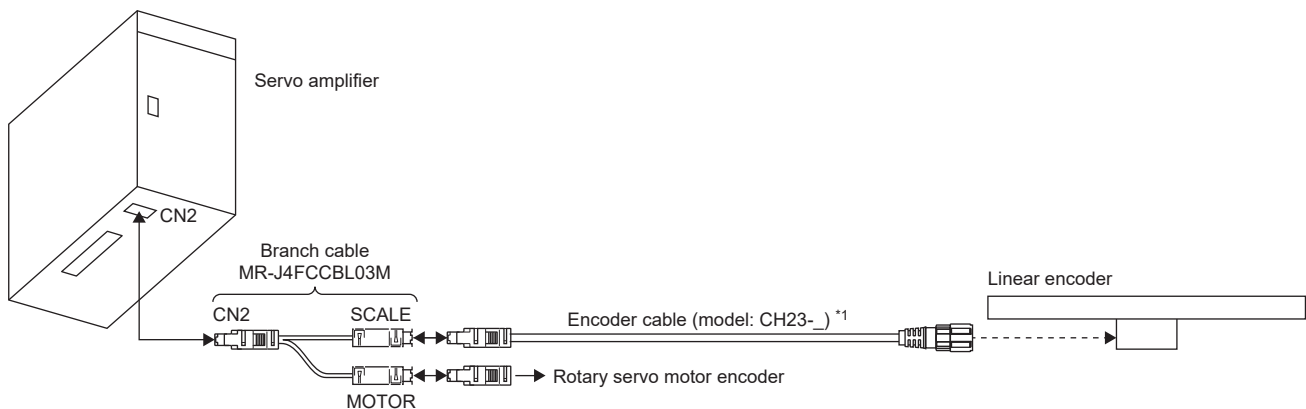 Servo amplifier
CN2
Branch cable
MR-J4FCCBL03M
Linear encoder
CN2
SCALE
Encoder cable (model: CH23-_) *1
Rotary servo motor encoder
MOTOR